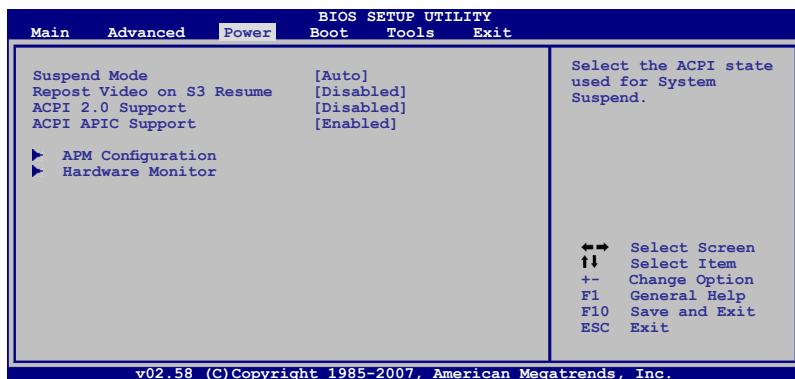 BIOS SETUP UTILITY
Main Advanced Power Boot Tools Exit
Suspend Mode [Auto]
Repost Video on S3 Resume [Disabled]
ACPI 2.0 Support [Disabled]
ACPI APIC Support [Enabled]
APM Configuration
Hardware Monitor
Select the ACPI state
used for System
Suspend.
←→ Select Screen
↑↓ Select Item
+- Change Option
F1 General Help
F10 Save and Exit
ESC Exit
v02.58 (C)Copyright 1985-2007, American Megatrends, Inc.